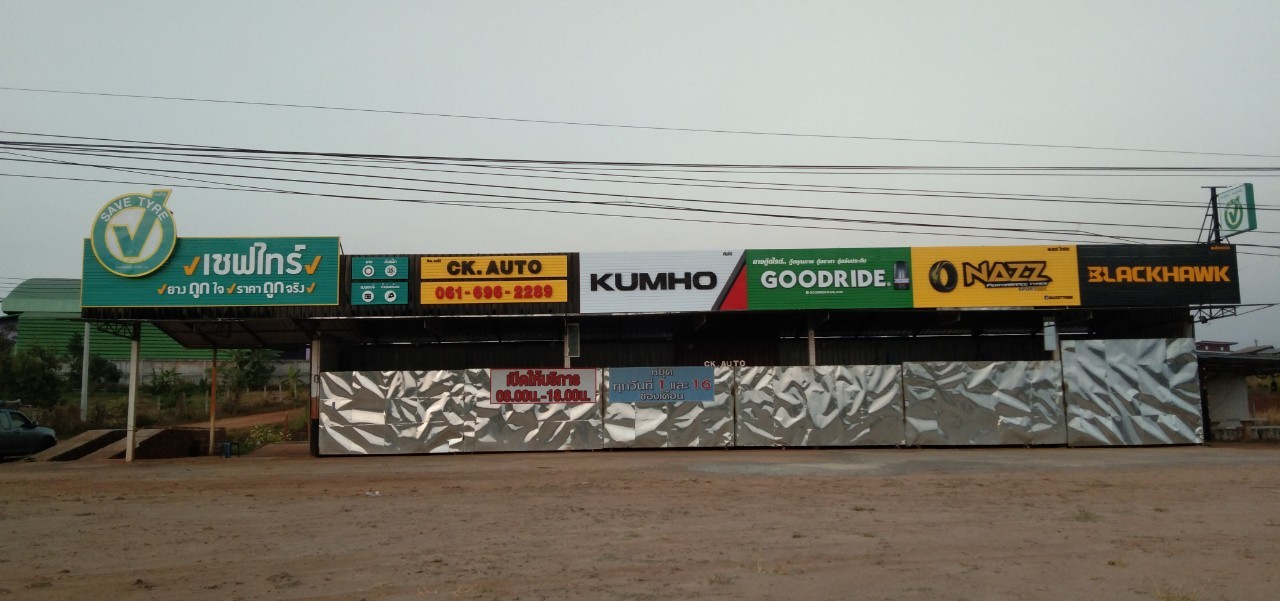 SAVE TYRE
✓เซฟไทร์✓
✓ยางถูกใจ ✓ราคาถูกจริง✓
CK.AUTO
061-696-2289
KUMHO
GOODRIDE
NAZZ
PERFORMANCE TYRES
BLACKHAWK
CK.AUTO
เปิดให้บริการ
08.00น.-18.00น.
หยุด
ทุกวันที่ 1 และ 16
ของเดือน